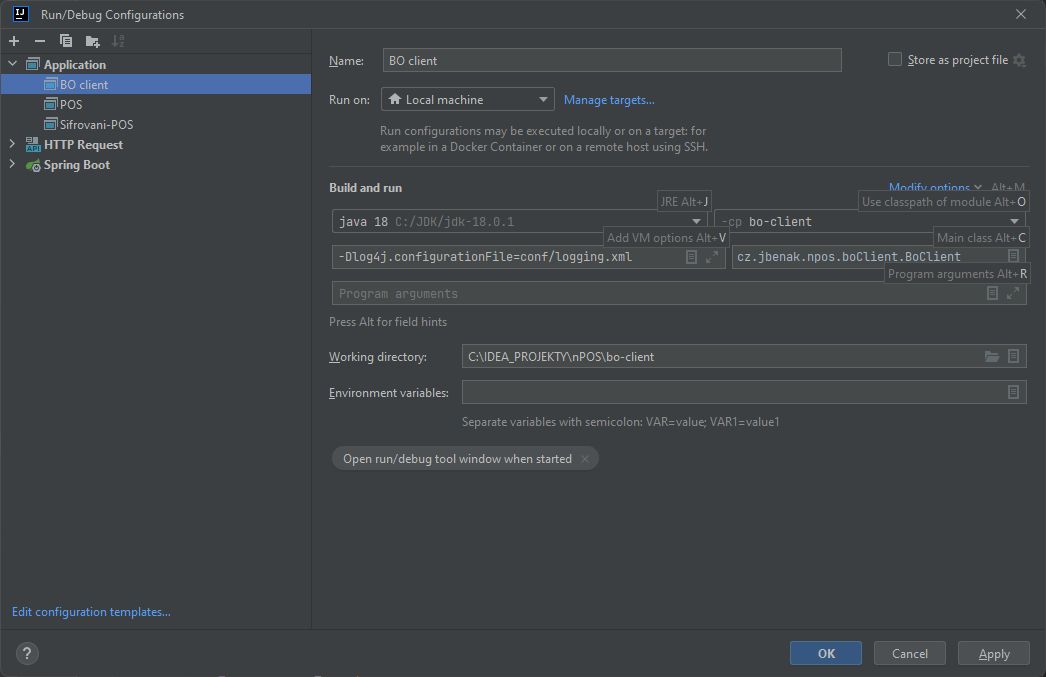 Run/Debug Configurations
Application
BO client
POS
Sifrovani-POS
HTTP Request
Spring Boot
Edit configuration templates...
Name: BO client
Store as project file
Run on: Local machine Manage targets...
Run configurations may be executed locally or on a target: for
example in a Docker Container or on a remote host using SSH.
Build and run
Modify options Alt+M
JRE Alt+J
Use classpath of module Alt+O
java 18 C:/JDK/jdk-18.0.1
-cp bo-client
Add VM options Alt+V
Main class Alt+C
-Dlog4j.configurationFile=conf/logging.xml
cz.jbenak.npos.boClient.BoClient
Program arguments Alt+R
Program arguments
Press Alt for field hints
Working directory: C:\IDEA_PROJEKTY\nPOS\bo-client
Environment variables:
Separate variables with semicolon: VAR=value; VAR1=value1
Open run/debug tool window when started
? OK Cancel Apply